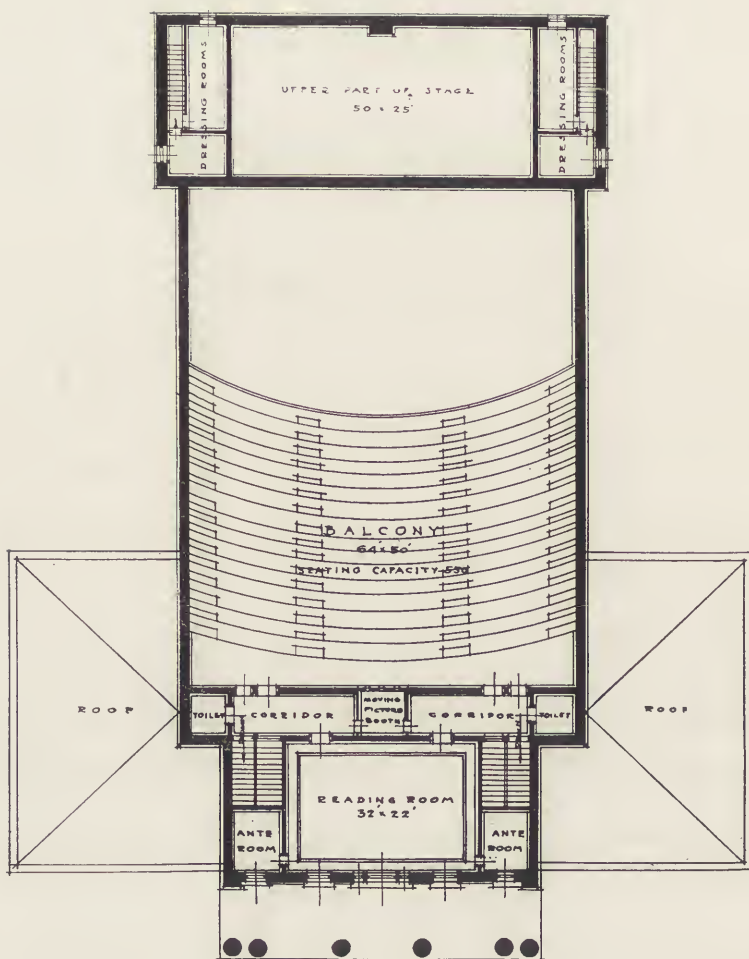 DRESSING ROOMS
UPPER PART OF STAGE
50 x 25'
DRESSING ROOMS
BALCONY
64' x 50'
SEATING CAPACITY 550
ROOF
TOILET
CORRIDOR
MOVING
PICTURE
BOOTH
CORRIDOR
TOILET
ROOF
READING ROOM
32' x 22'
ANTE
ROOM
ANTE
ROOM